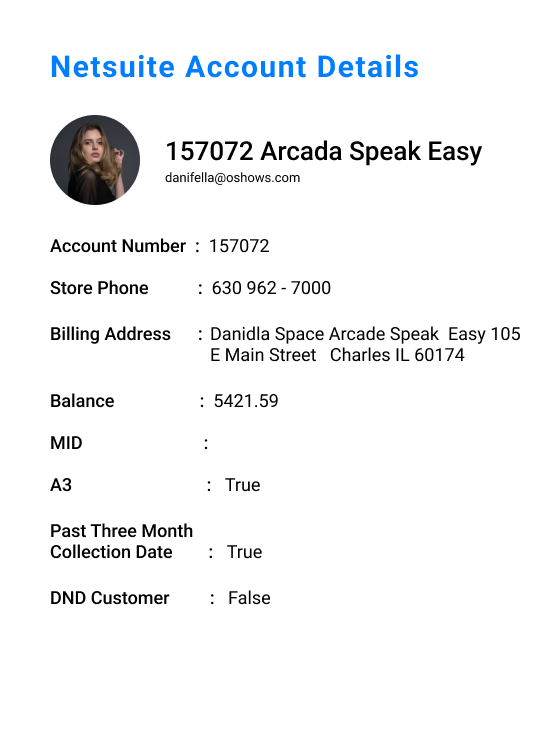 Netsuite Account Details
157072 Arcada Speak Easy
danifella@oshows.com
Account Number : 157072
Store Phone : 630 962 - 7000
Billing Address : Danidla Space Arcade Speak Easy 105
E Main Street Charles IL 60174
Balance : 5421.59
MID :
A3 : True
Past Three Month
Collection Date : True
DND Customer : False